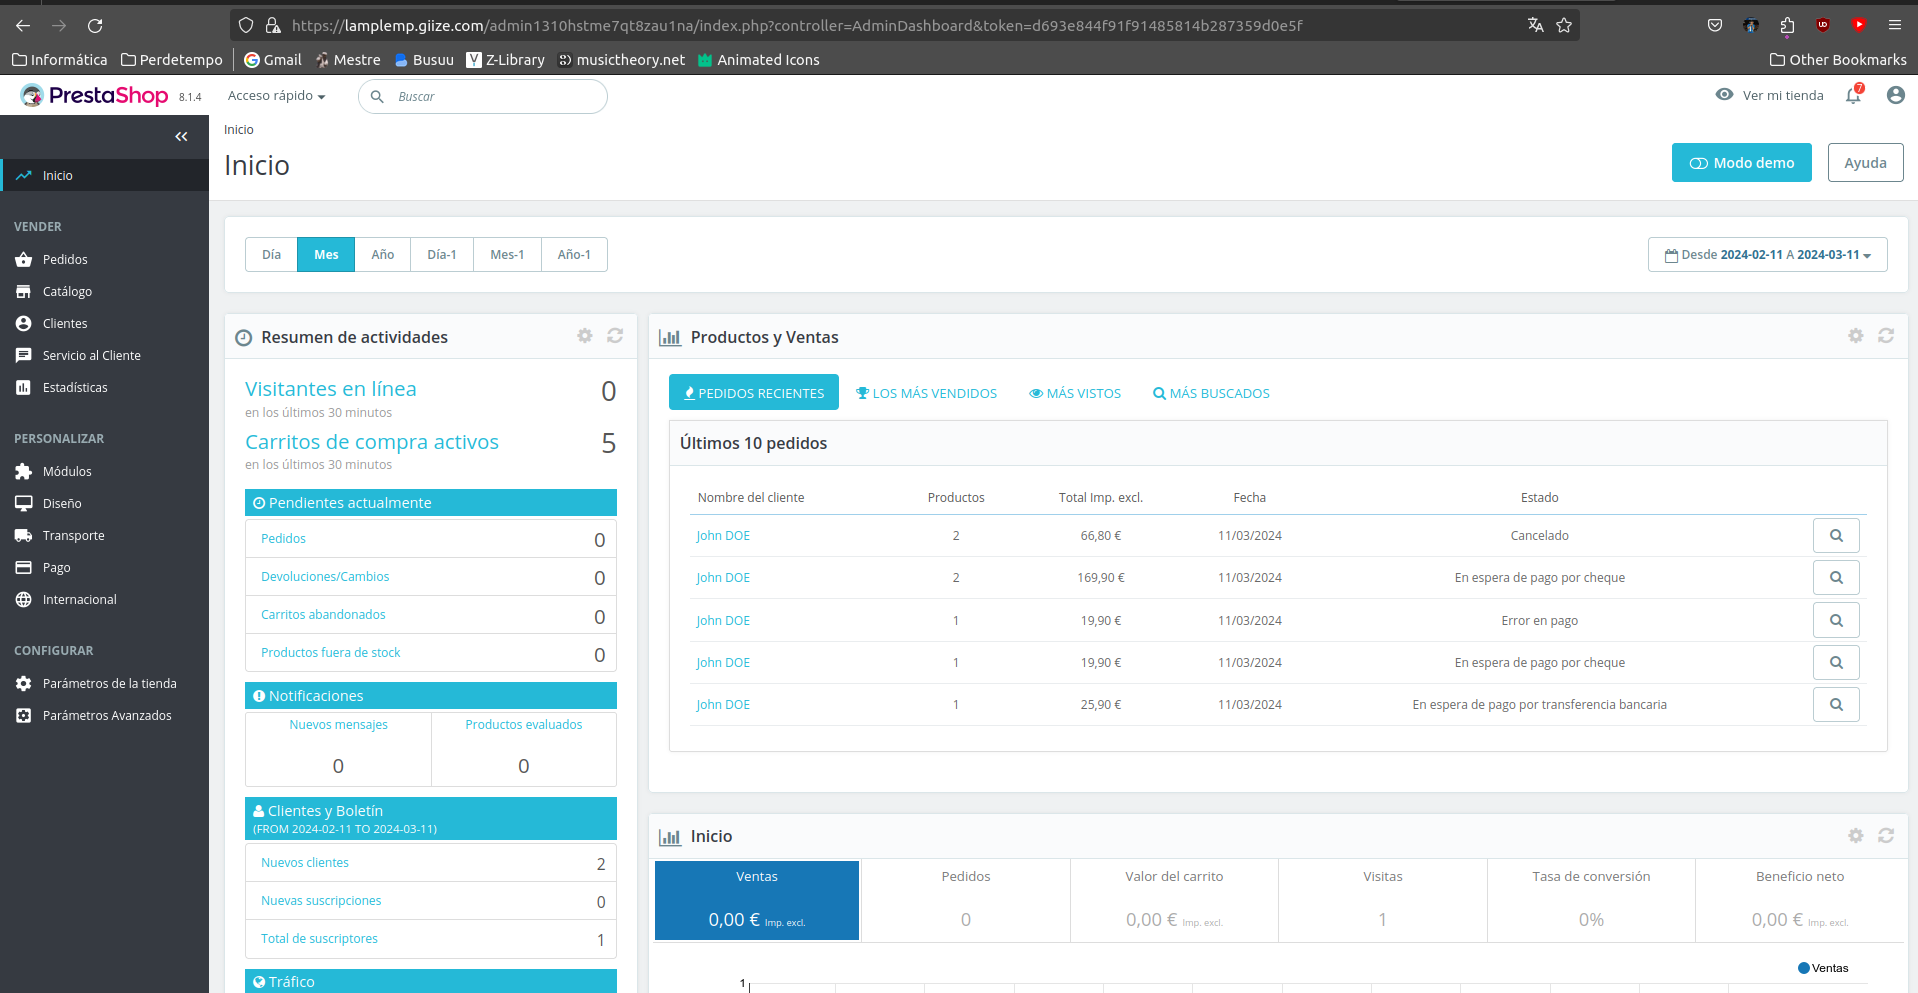 https://lamplemp.giize.com/admin1310hstme7qt8zau1na/index.php?controller=AdminDashboard&token=d693e844f91f91485814b287359d0e5f
Informática Perdetempo Gmail Mestre Busuu Z-Library musictheory.net Animated Icons Other Bookmarks
PrestaShop 8.1.4 Acceso rápido Buscar Ver mi tienda 7
Inicio
Inicio
Modo demo Ayuda
Inicio
VENDER
Pedidos
Catálogo
Clientes
Servicio al Cliente
Estadísticas
PERSONALIZAR
Módulos
Diseño
Transporte
Pago
Internacional
CONFIGURAR
Parámetros de la tienda
Parámetros Avanzados
Día Mes Año Día-1 Mes-1 Año-1
Desde 2024-02-11 A 2024-03-11
Resumen de actividades
Visitantes en línea 0
en los últimos 30 minutos
Carritos de compra activos 5
en los últimos 30 minutos
Pendientes actualmente
Pedidos 0
Devoluciones/Cambios 0
Carritos abandonados 0
Productos fuera de stock 0
Notificaciones
Nuevos mensajes Productos evaluados
0 0
Clientes y Boletín
(FROM 2024-02-11 TO 2024-03-11)
Nuevos clientes 2
Nuevas suscripciones 0
Total de suscriptores 1
Tráfico
Productos y Ventas
PEDIDOS RECIENTES LOS MÁS VENDIDOS MÁS VISTOS MÁS BUSCADOS
Últimos 10 pedidos
Nombre del cliente Productos Total Imp. excl. Fecha Estado
John DOE 2 66,80 € 11/03/2024 Cancelado
John DOE 2 169,90 € 11/03/2024 En espera de pago por cheque
John DOE 1 19,90 € 11/03/2024 Error en pago
John DOE 1 19,90 € 11/03/2024 En espera de pago por cheque
John DOE 1 25,90 € 11/03/2024 En espera de pago por transferencia bancaria
Inicio
Ventas Pedidos Valor del carrito Visitas Tasa de conversión Beneficio neto
0,00 € Imp. excl. 0 0,00 € Imp. excl. 1 0% 0,00 € Imp. excl.
Ventas
1